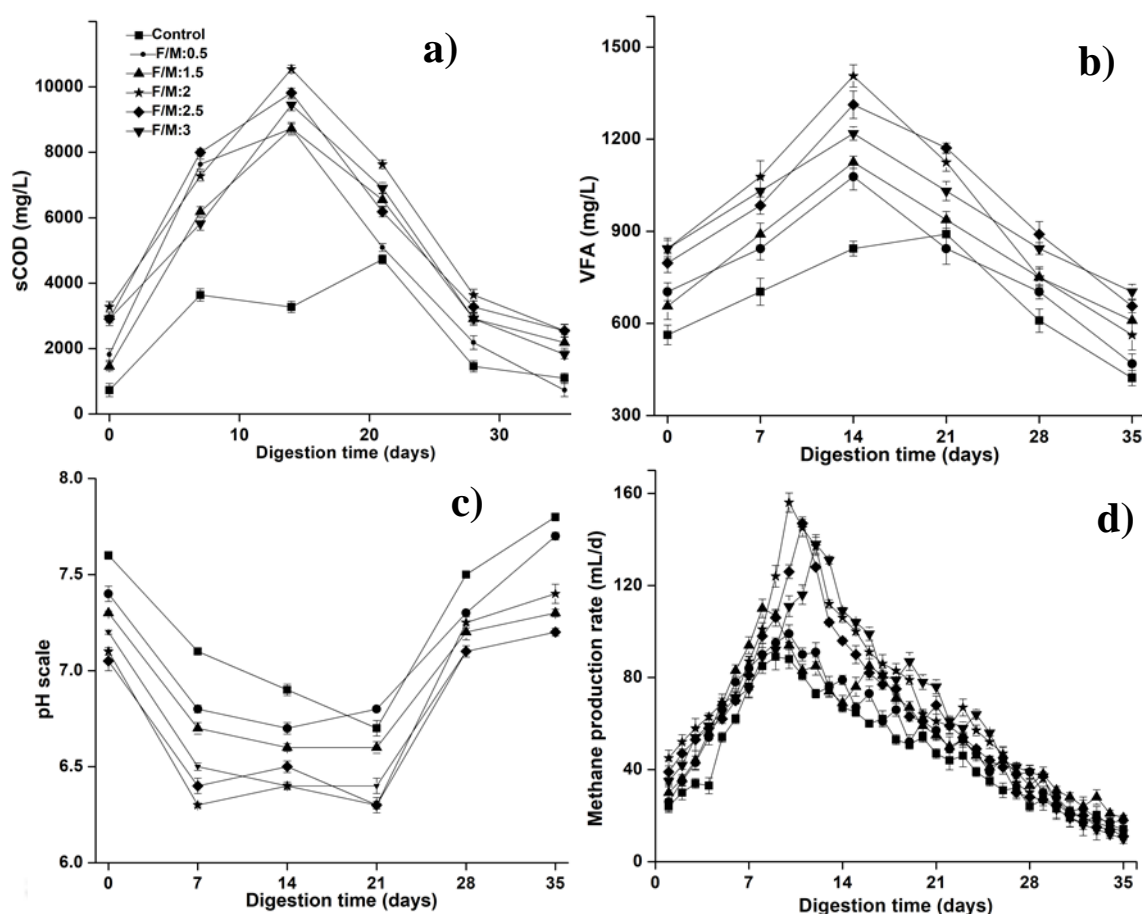 Control
F/M:0.5
F/M:1.5
F/M:2
F/M:2.5
F/M:3
a)
10000
8000
6000
4000
2000
0
sCOD (mg/L)
0 10 20 30
Digestion time (days)
b)
1500
1200
900
600
300
VFA (mg/L)
0 7 14 21 28 35
Digestion time (days)
c)
8.0
7.5
7.0
6.5
6.0
pH scale
0 7 14 21 28 35
Digestion time (days)
d)
160
120
80
40
0
Methane production rate (mL/d)
0 7 14 21 28 35
Digestion time (days)